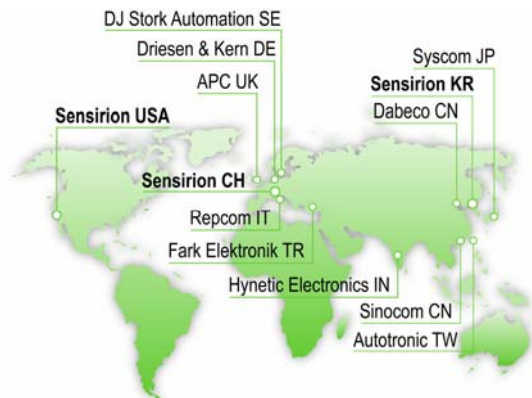 DJ Stork Automation SE
Driesen & Kern DE
APC UK
Syscom JP
Sensirion KR
Dabeco CN
Sensirion USA
Sensirion CH
Repcom IT
Fark Elektronik TR
Hynetic Electronics IN
Sinocom CN
Autotronic TW